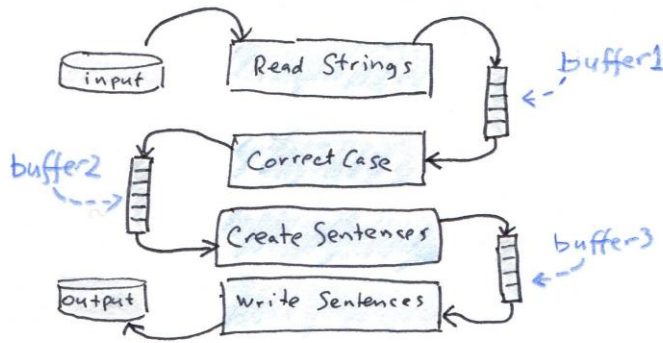 input
Read Strings
buffer1
Correct Case
buffer2
Create Sentences
buffer3
Write Sentences
output